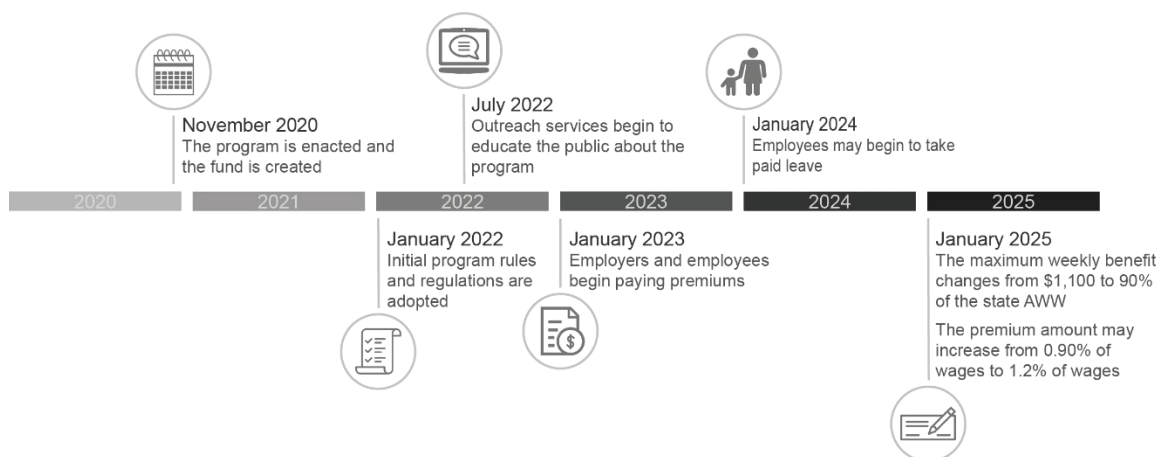 November 2020
The program is enacted and
the fund is created
July 2022
Outreach services begin to
educate the public about the
program
January 2024
Employees may begin to take
paid leave
2020
2021
2022
2023
2024
2025
January 2022
Initial program rules
and regulations are
adopted
January 2023
Employers and employees
begin paying premiums
$
January 2025
The maximum weekly benefit
changes from $1,100 to 90%
of the state AWW
The premium amount may
increase from 0.90% of
wages to 1.2% of wages